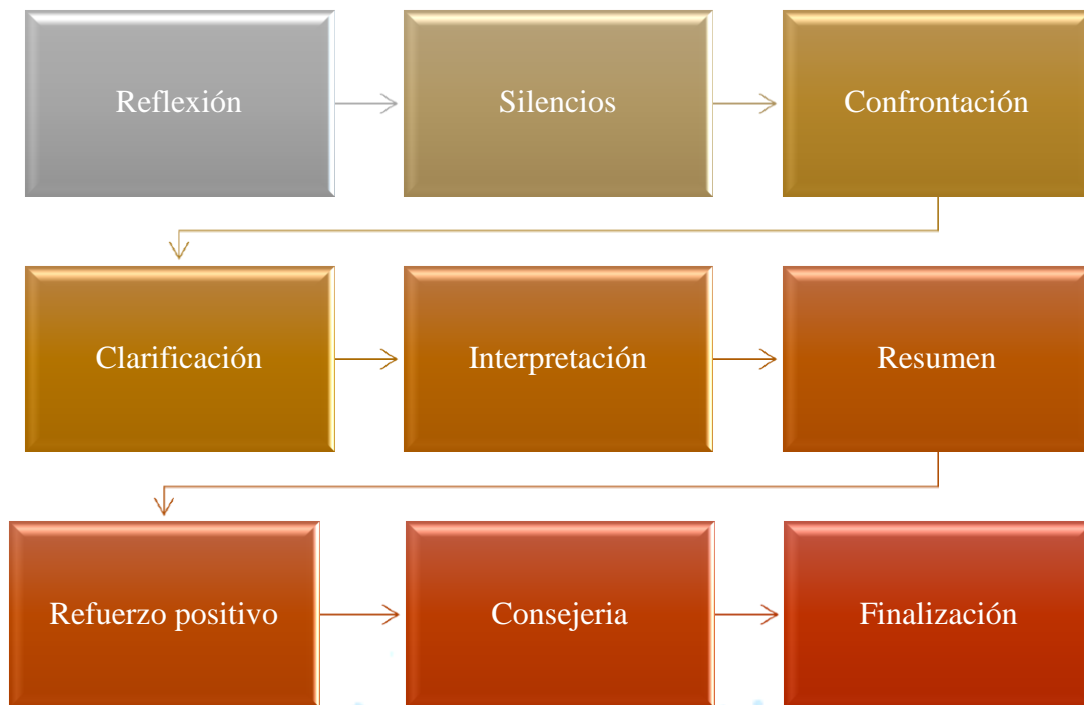 Reflexión
Silencios
Confrontación
Clarificación
Interpretación
Resumen
Refuerzo positivo
Consejeria
Finalización